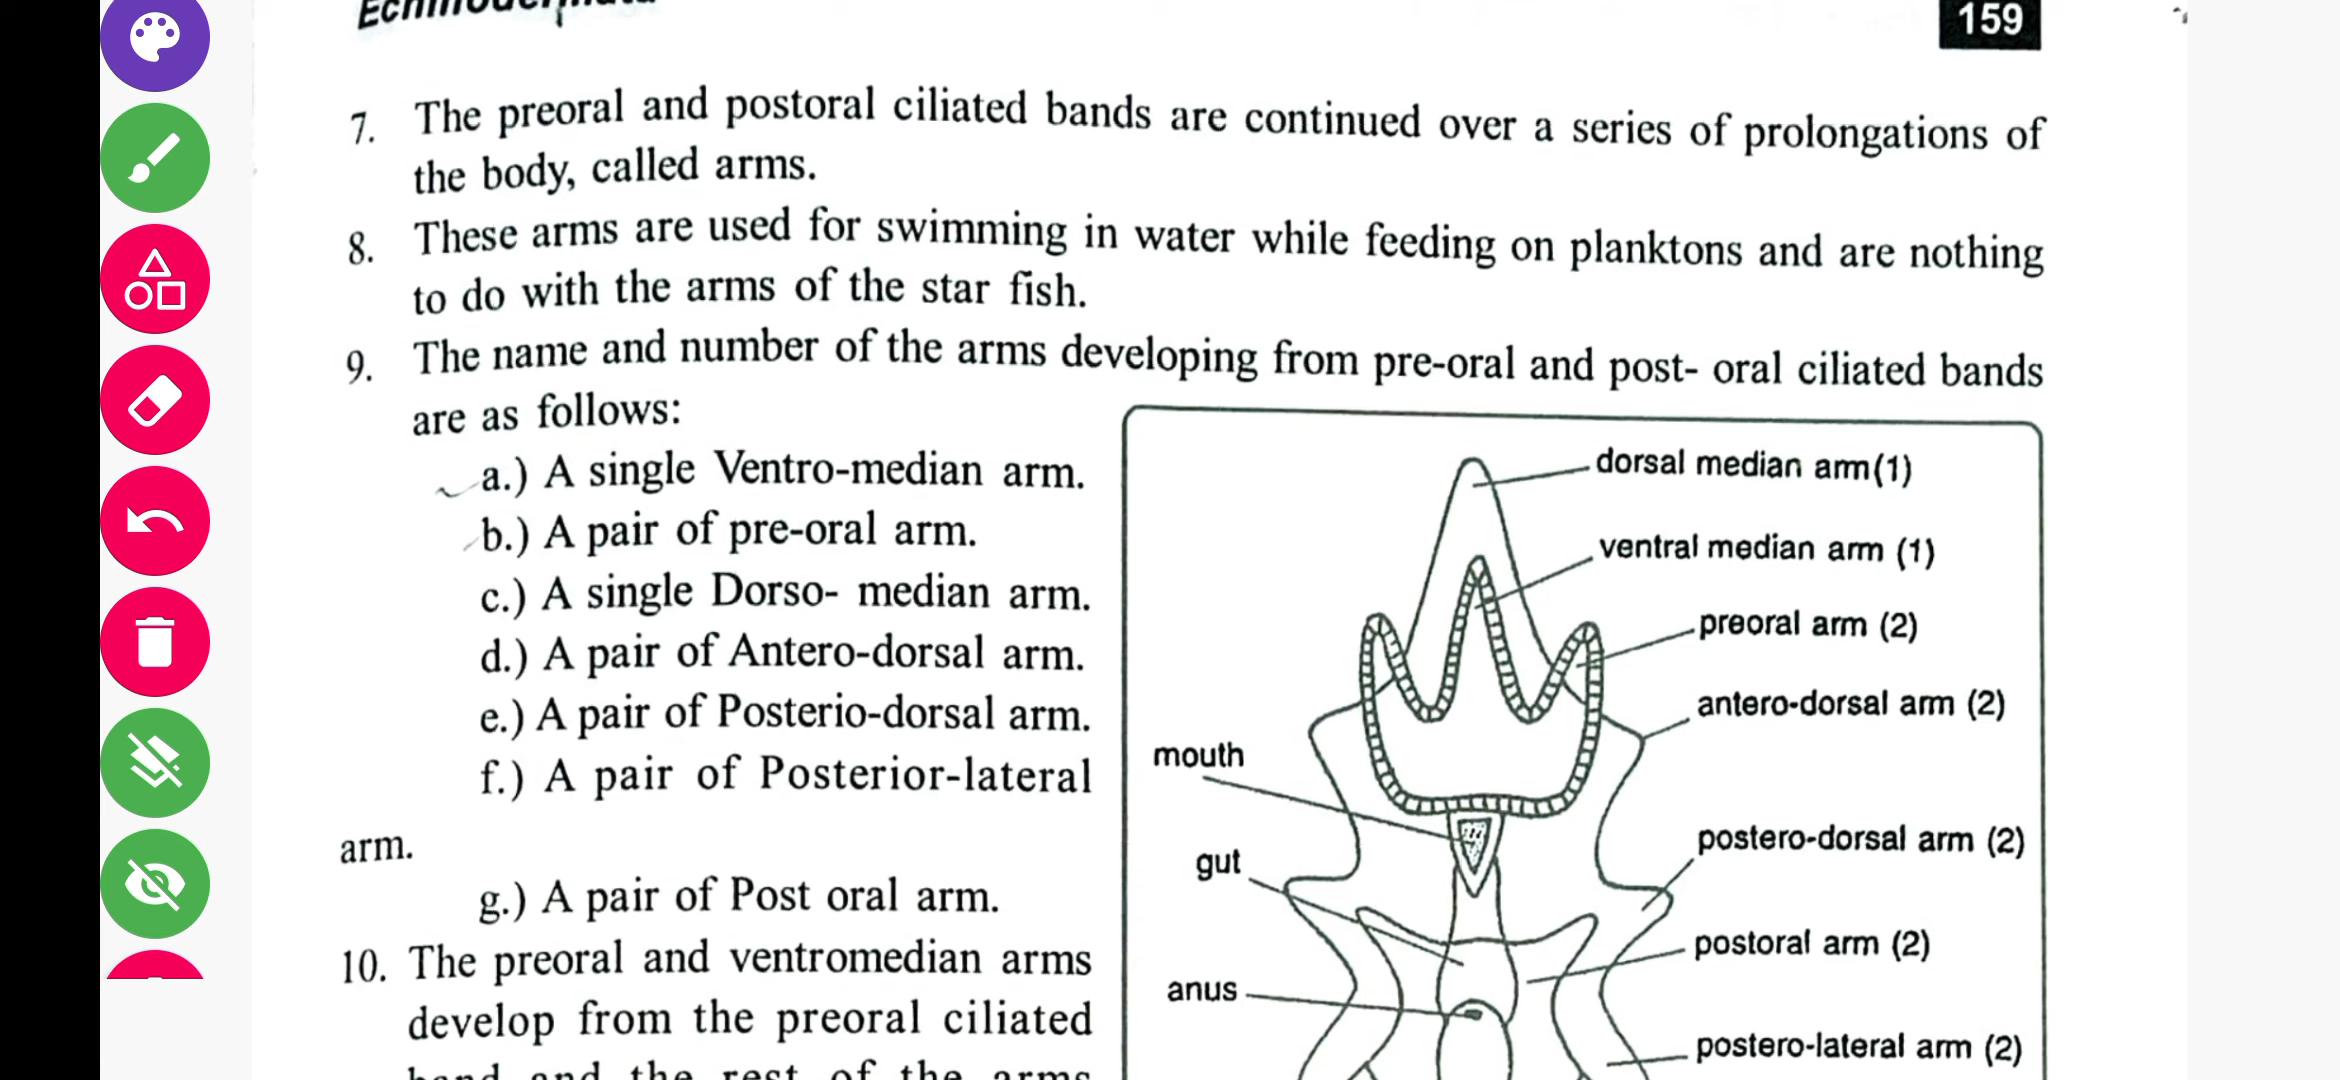 159
7. The preoral and postoral ciliated bands are continued over a series of prolongations of
the body, called arms.
8. These arms are used for swimming in water while feeding on planktons and are nothing
to do with the arms of the star fish.
9. The name and number of the arms developing from pre-oral and post- oral ciliated bands
are as follows:
a.) A single Ventro-median arm.
b.) A pair of pre-oral arm.
c.) A single Dorso- median arm.
d.) A pair of Antero-dorsal arm.
e.) A pair of Posterio-dorsal arm.
f.) A pair of Posterior-lateral
arm.
g.) A pair of Post oral arm.
10. The preoral and ventromedian arms
develop from the preoral ciliated
band and the rest of the arms
dorsal median arm(1)
ventral median arm (1)
preoral arm (2)
antero-dorsal arm (2)
mouth
postero-dorsal arm (2)
gut
postoral arm (2)
anus
postero-lateral arm (2)